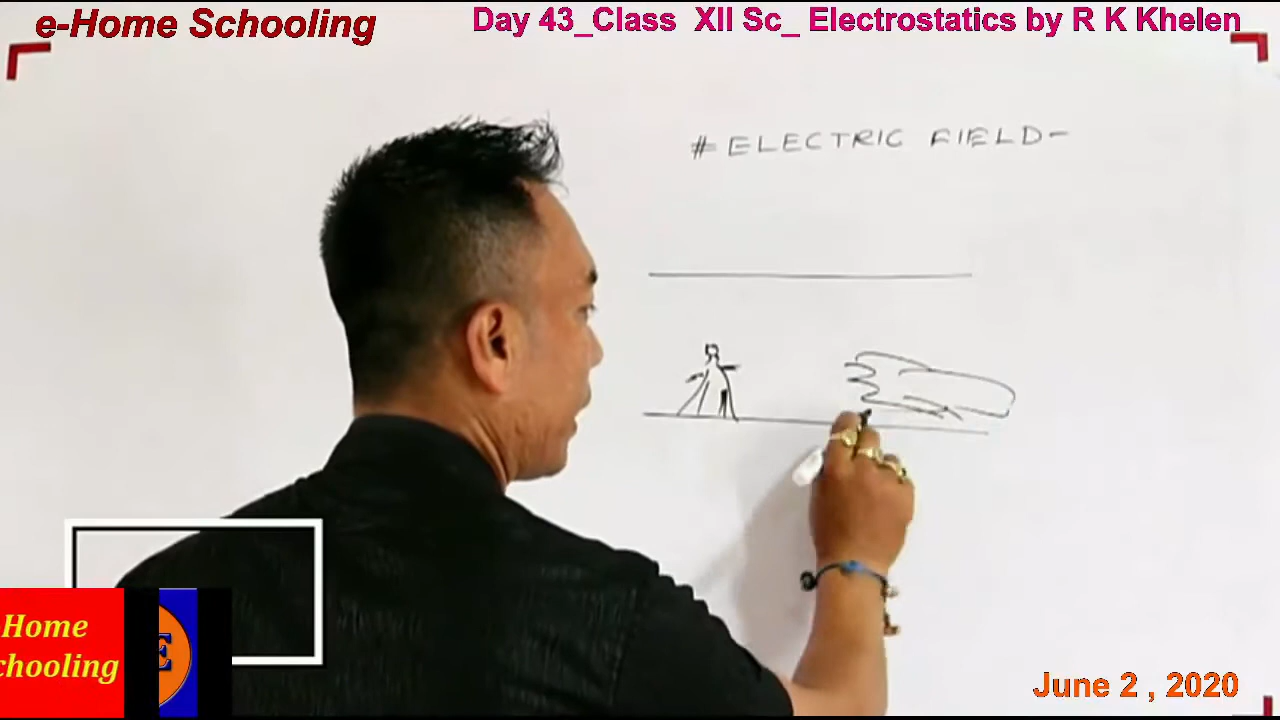 e-Home Schooling
Day 43_Class XII Sc_ Electrostatics by R K Khelen
# ELECTRIC FIELD-
Home
chooling
E
June 2 , 2020